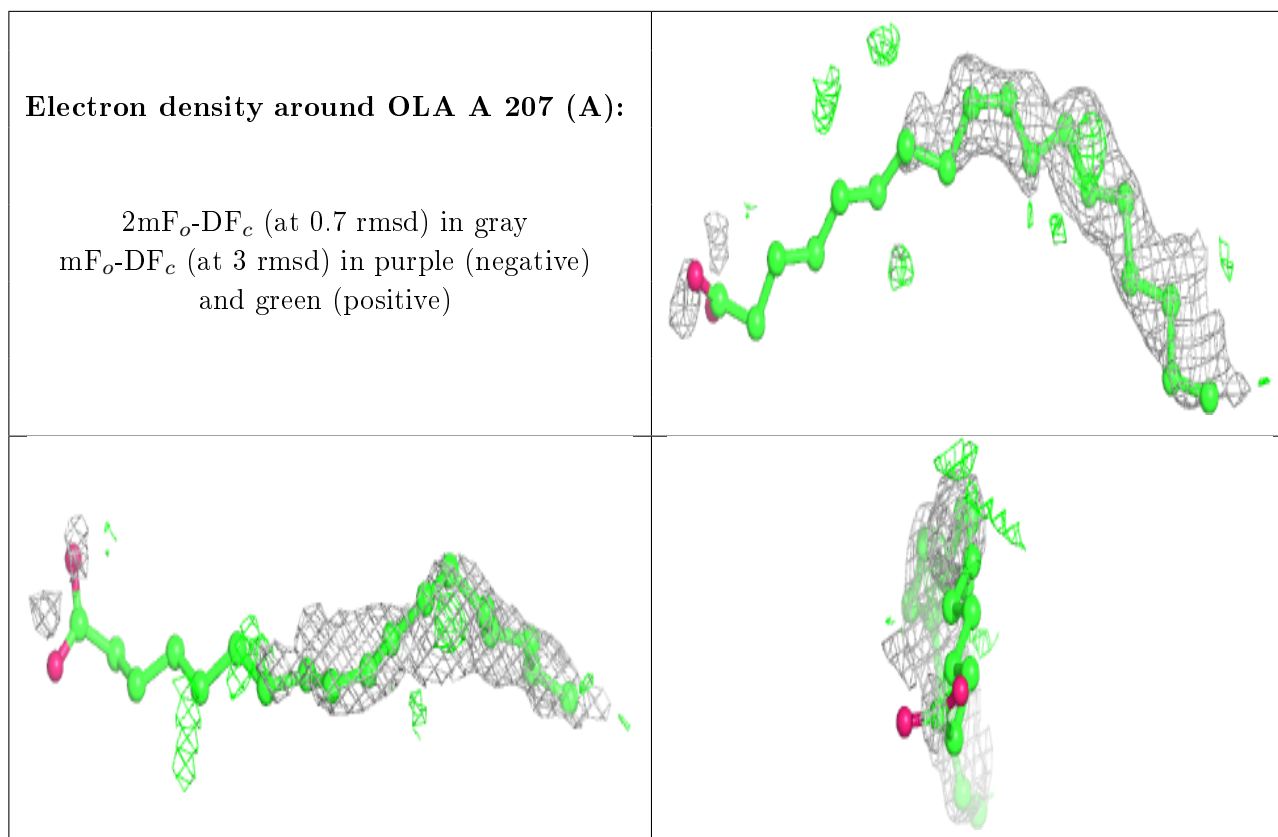 Electron density around OLA A 207 (A):
2mFo-DFc (at 0.7 rmsd) in gray
mFo-DFc (at 3 rmsd) in purple (negative)
and green (positive)